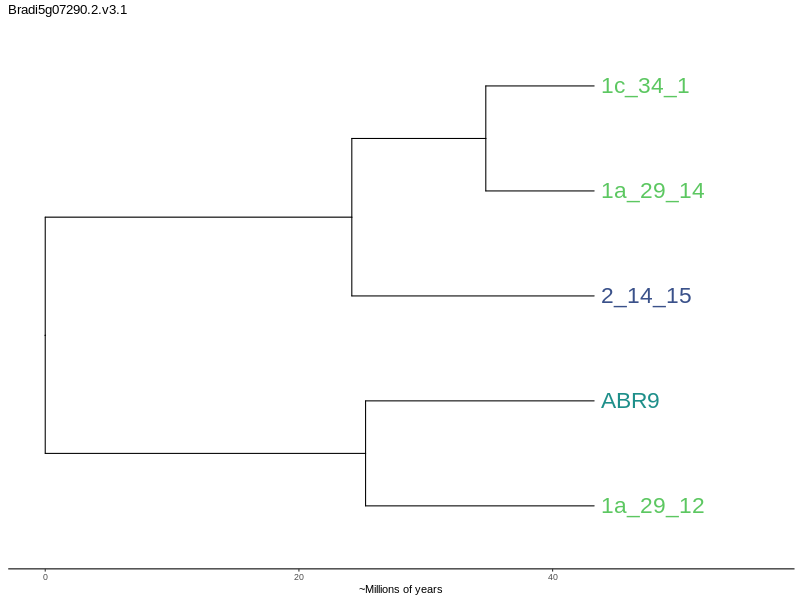 Bradi5g07290.2.v3.1
1c_34_1
1a_29_14
2_14_15
ABR9
1a_29_12
0
20
40
~Millions of years